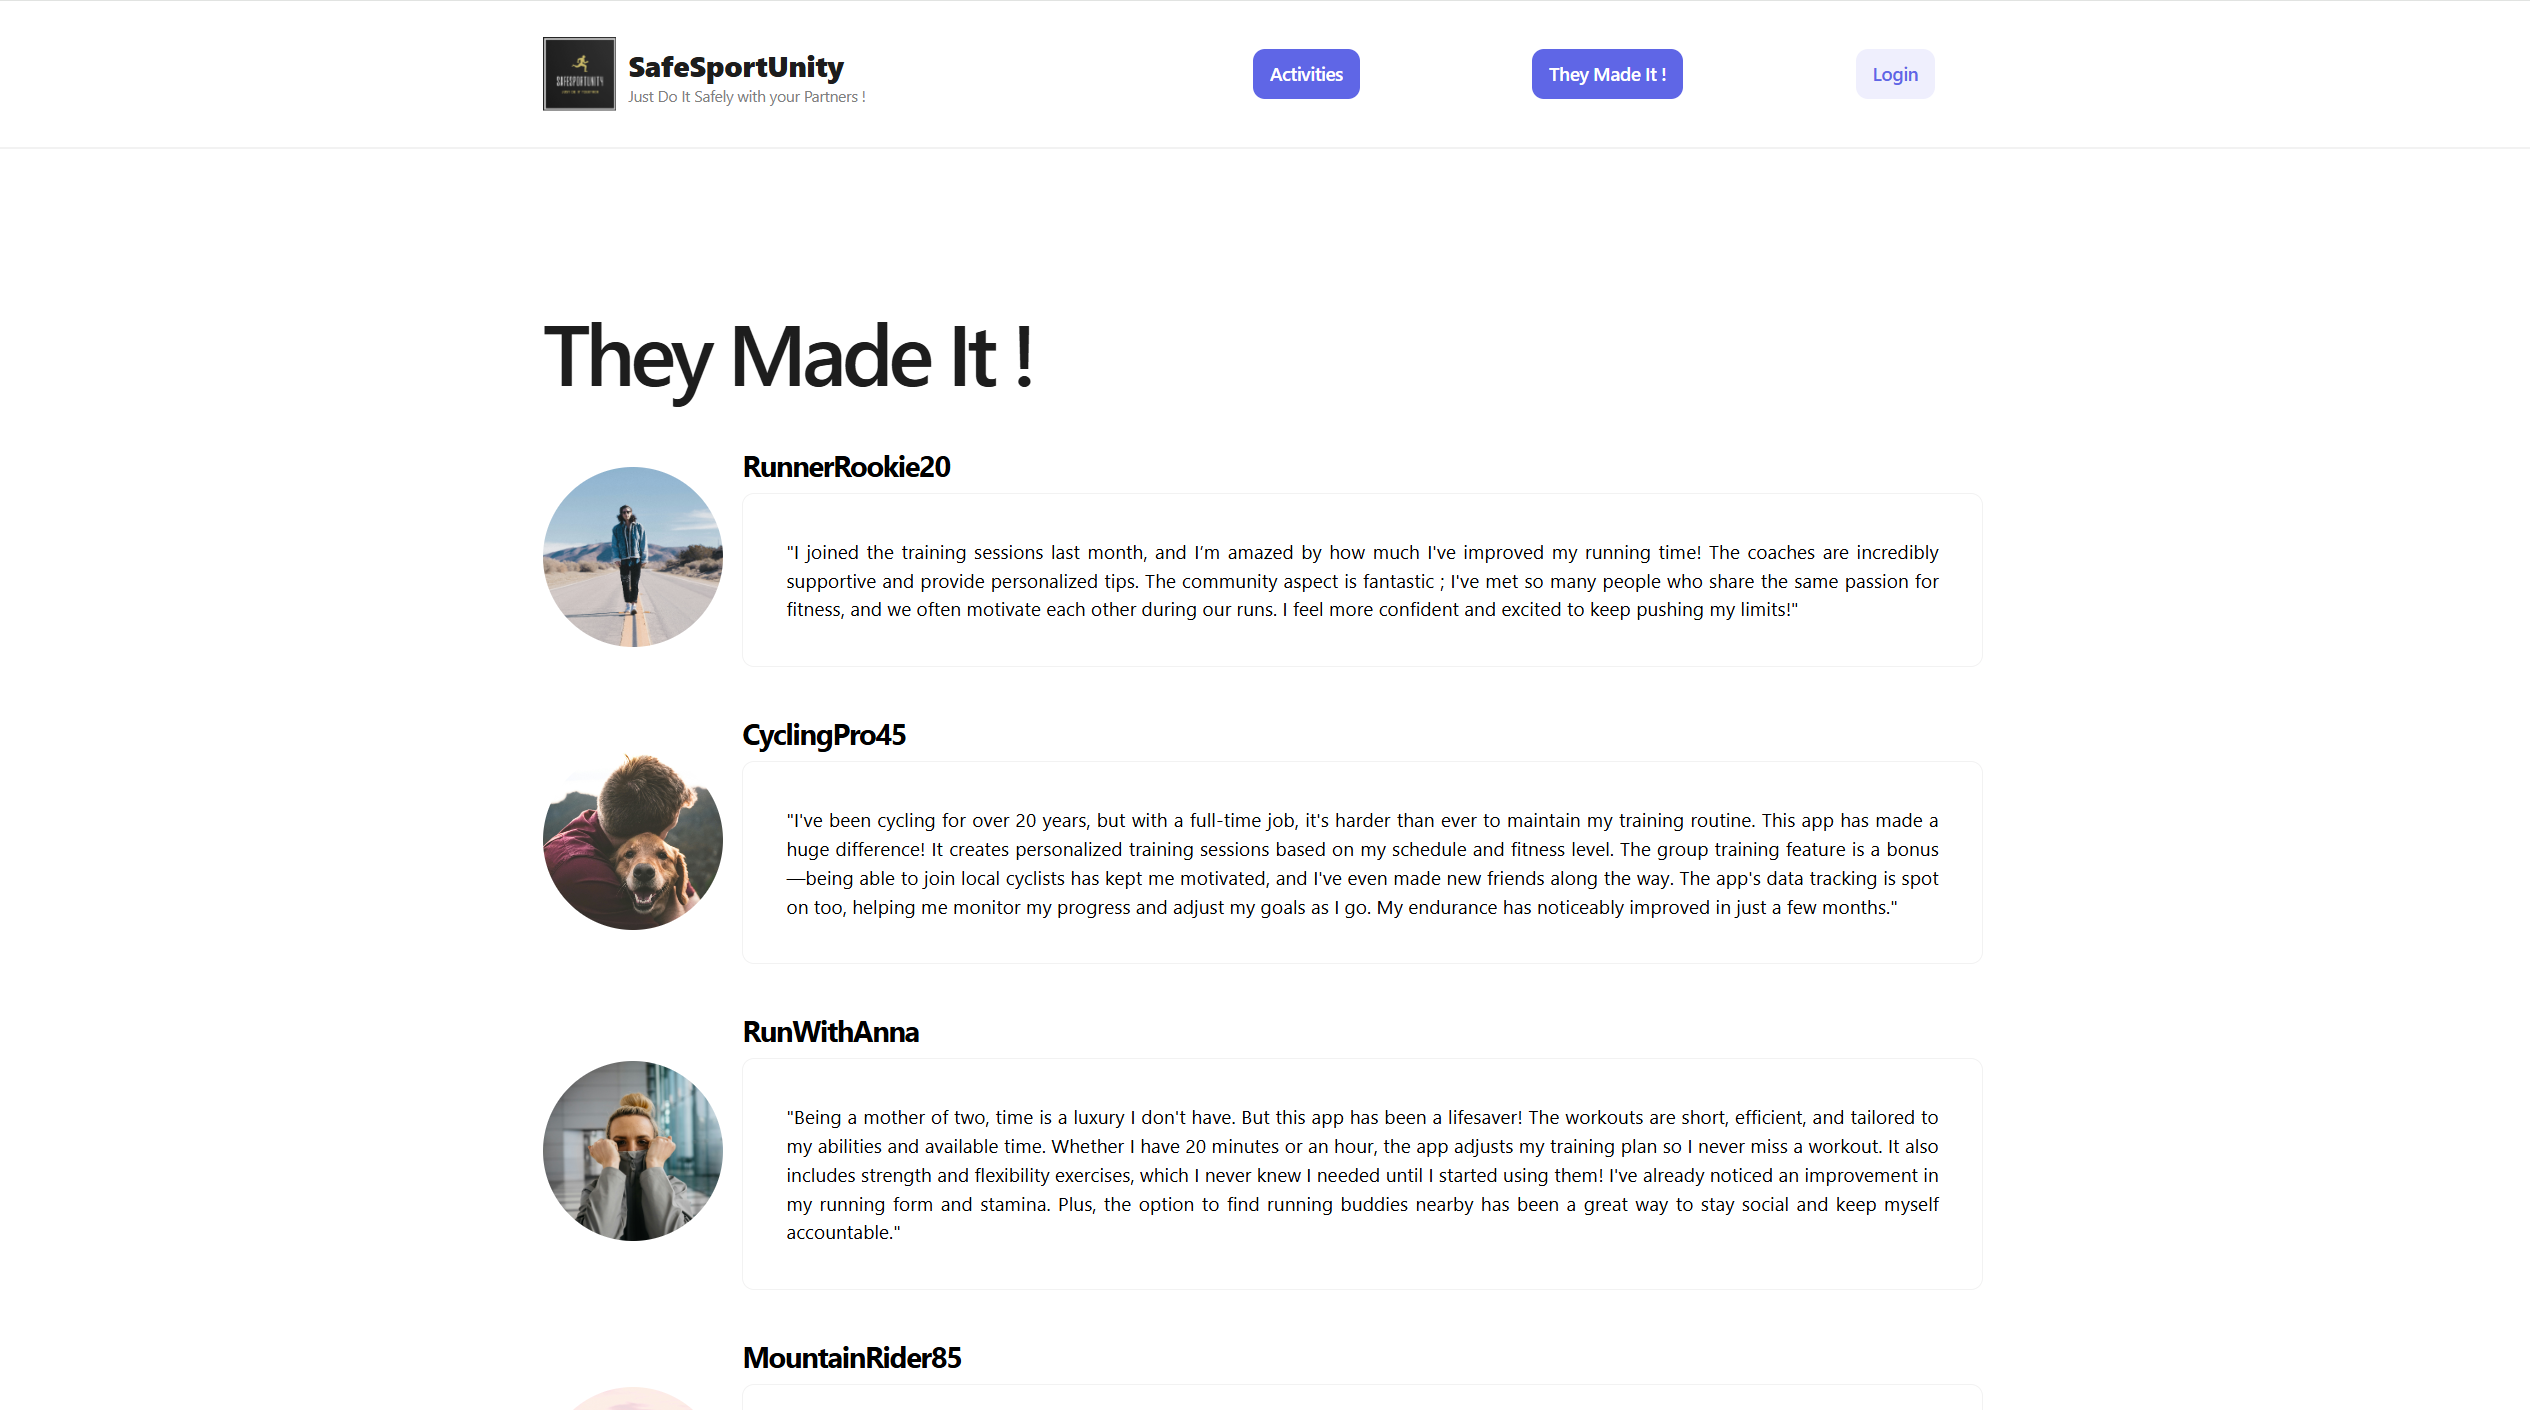 SAFESPORTUNITY
SafeSportUnity
Just Do It Safely with your Partners !
Activities
They Made It !
Login
They Made It !
RunnerRookie20
"I joined the training sessions last month, and I’m amazed by how much I've improved my running time! The coaches are incredibly
supportive and provide personalized tips. The community aspect is fantastic ; I've met so many people who share the same passion for
fitness, and we often motivate each other during our runs. I feel more confident and excited to keep pushing my limits!"
CyclingPro45
"I've been cycling for over 20 years, but with a full-time job, it's harder than ever to maintain my training routine. This app has made a
huge difference! It creates personalized training sessions based on my schedule and fitness level. The group training feature is a bonus
—being able to join local cyclists has kept me motivated, and I've even made new friends along the way. The app's data tracking is spot
on too, helping me monitor my progress and adjust my goals as I go. My endurance has noticeably improved in just a few months."
RunWithAnna
"Being a mother of two, time is a luxury I don't have. But this app has been a lifesaver! The workouts are short, efficient, and tailored to
my abilities and available time. Whether I have 20 minutes or an hour, the app adjusts my training plan so I never miss a workout. It also
includes strength and flexibility exercises, which I never knew I needed until I started using them! I've already noticed an improvement in
my running form and stamina. Plus, the option to find running buddies nearby has been a great way to stay social and keep myself
accountable."
MountainRider85